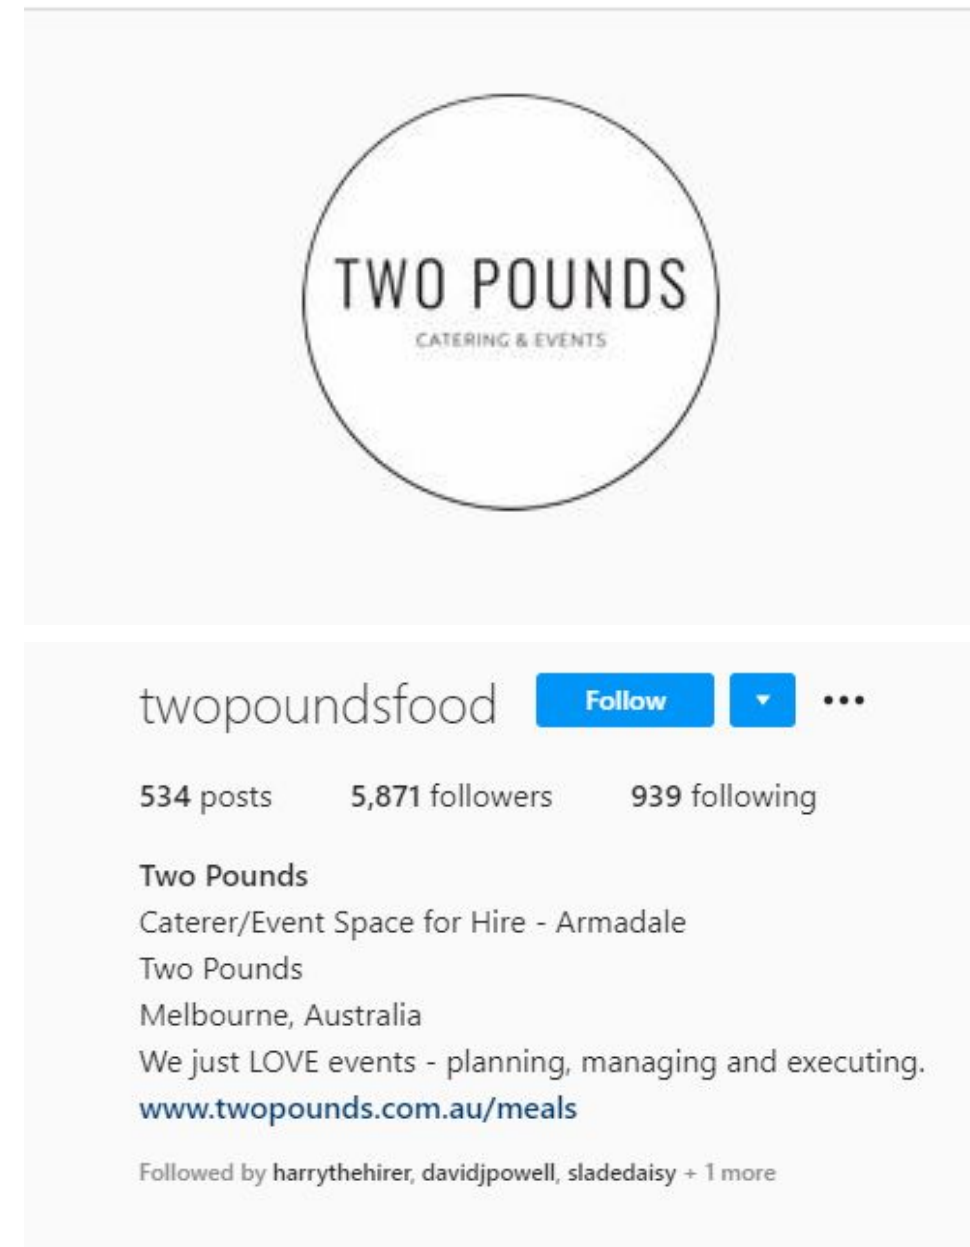 TWO POUNDS
CATERING & EVENTS
twopoundsfood Follow
534 posts 5,871 followers 939 following
Two Pounds
Caterer/Event Space for Hire - Armadale
Two Pounds
Melbourne, Australia
We just LOVE events - planning, managing and executing.
www.twopounds.com.au/meals
Followed by harrythehirer, davidjpowell, sladedaisy + 1 more